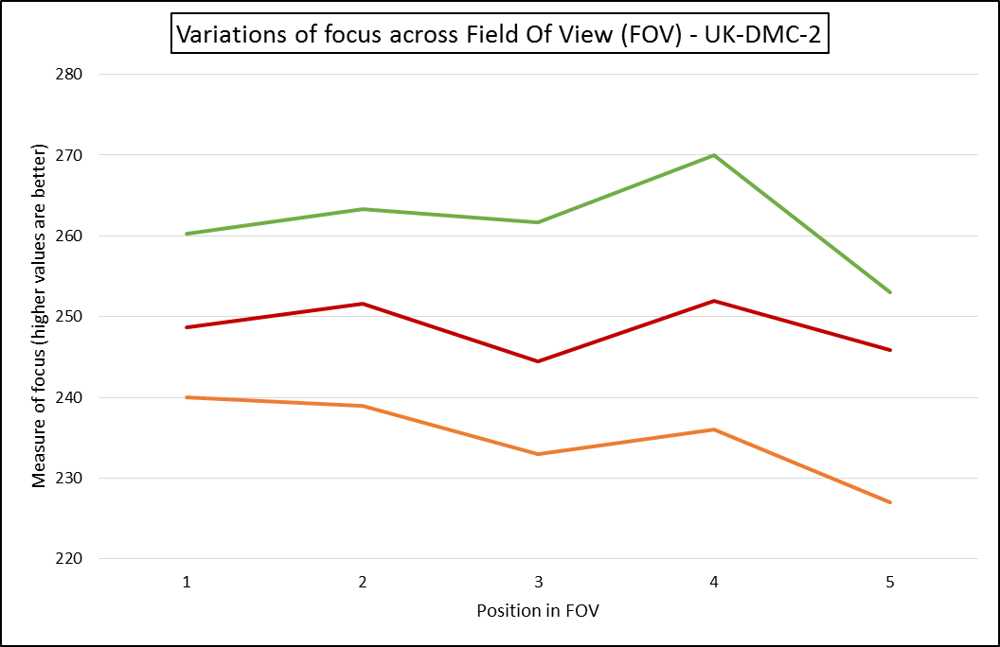 Variations of focus across Field Of View (FOV) - UK-DMC-2
Measure of focus (higher values are better)
280
270
260
250
240
230
220
1 2 3 4 5
Position in FOV